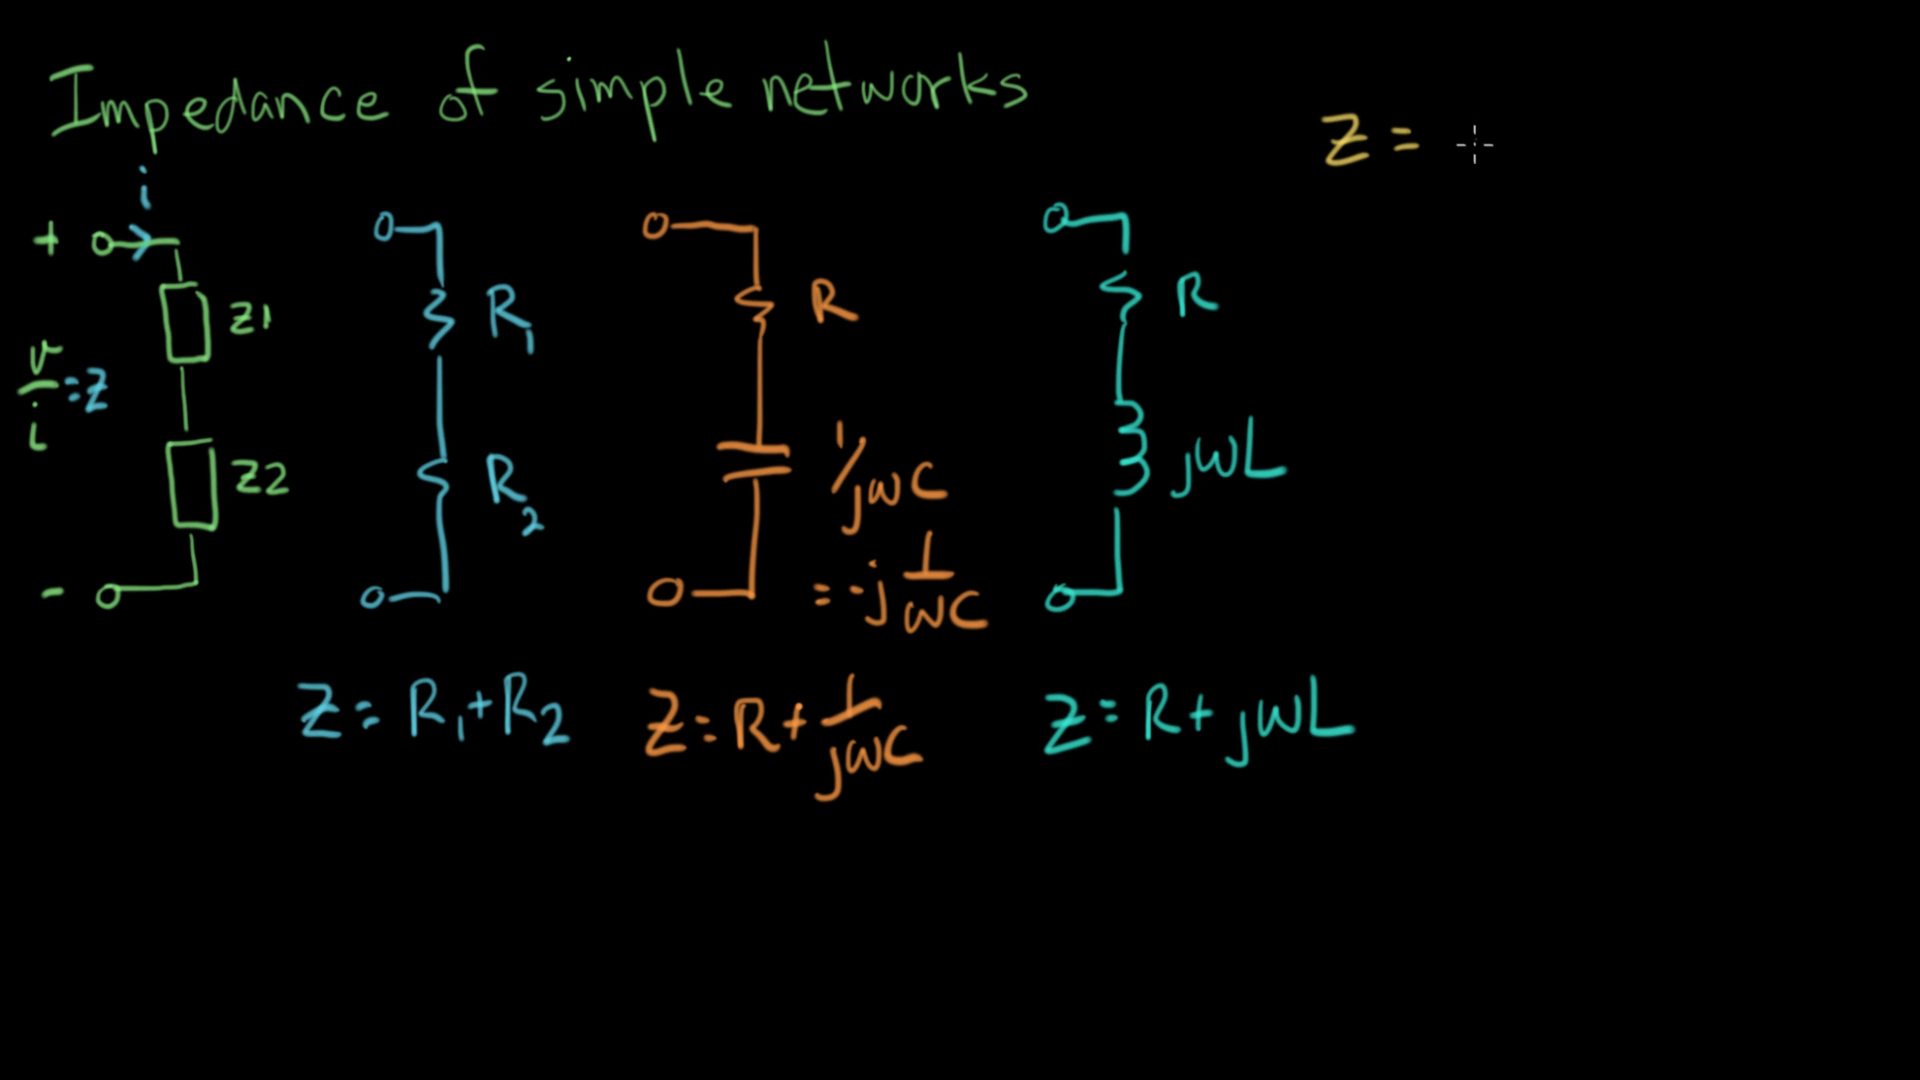 Impedance of simple networks
Z =
i
+
Z1
v/i = Z
Z2
-
R₁
R₂
Z = R₁ + R₂
R
1/jωC
= -j 1/ωC
Z = R + 1/jωC
R
jωL
Z = R + jωL